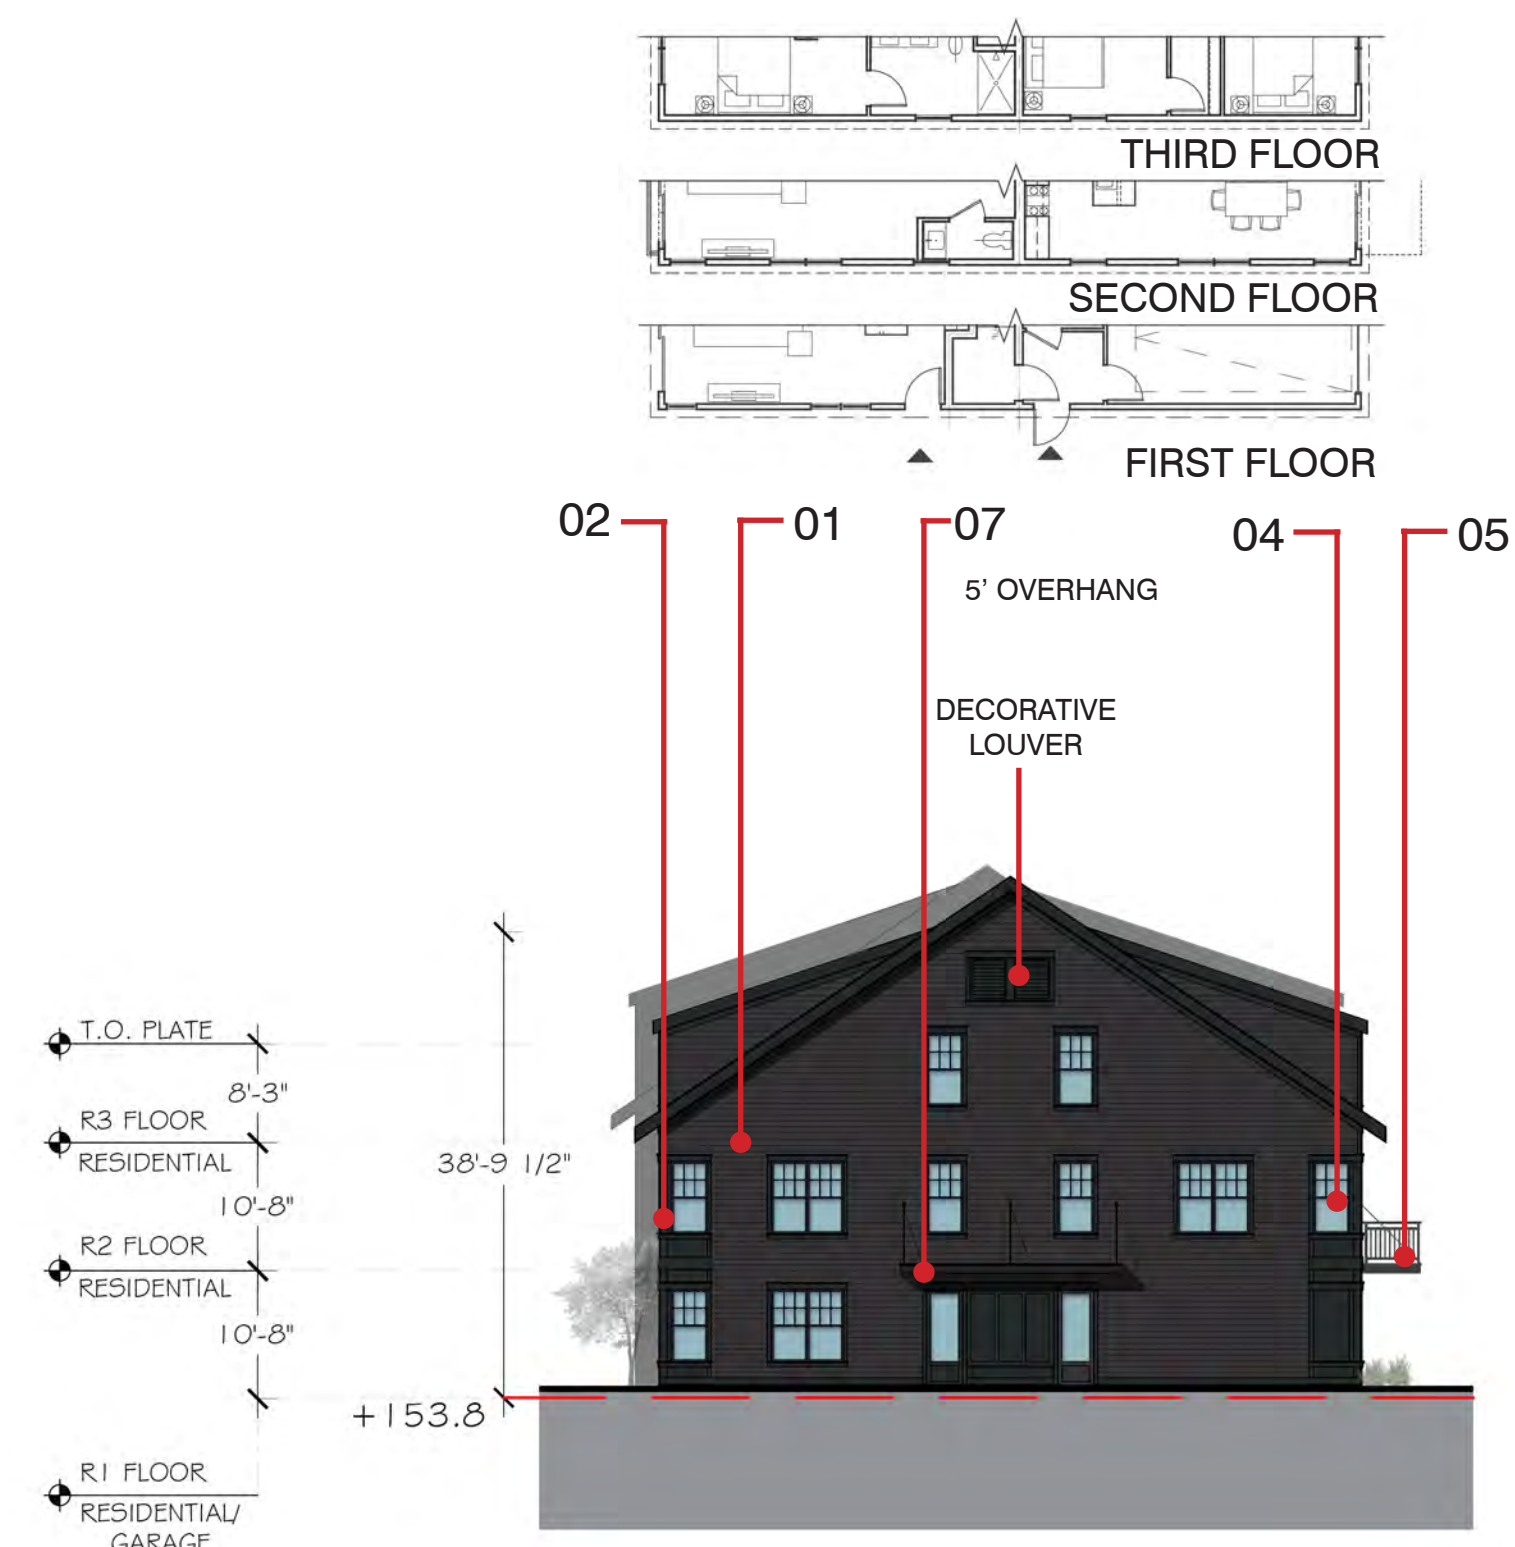 THIRD FLOOR
SECOND FLOOR
FIRST FLOOR
02
01
07
04
05
5’ OVERHANG
DECORATIVE
LOUVER
T.O. PLATE
8'-3"
R3 FLOOR
RESIDENTIAL
38'-9 1/2"
10'-8"
R2 FLOOR
RESIDENTIAL
10'-8"
+153.8
R1 FLOOR
RESIDENTIAL/
GARAGE